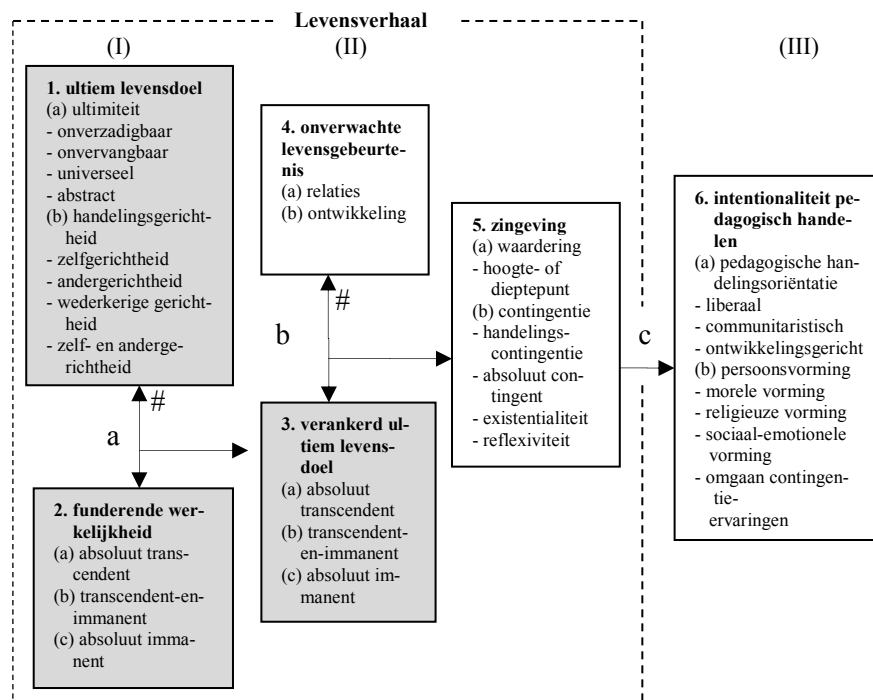 Levensverhaal
(I)
(II)
(III)
1. ultiem levensdoel
(a) ultimiteit
- onverzadigbaar
- onvervangbaar
- universeel
- abstract
(b) handelingsgericht-
heid
- zelfgerichtheid
- andergerichtheid
- wederkerige gericht-
heid
- zelf- en anderge-
richtheid
#
a
2. funderende wer-
kelijkheid
(a) absoluut trans-
cendent
(b) transcendent-en-
immanent
(c) absoluut imma-
nent
4. onverwachte
levensgebeurte-
nis
(a) relaties
(b) ontwikkeling
#
b
3. verankerd ul-
tiem levens-
doel
(a) absoluut
transcendent
(b) transcendent-
en-immanent
(c) absoluut im-
manent
5. zingeving
(a) waardering
- hoogte- of
dieptepunt
(b) contingentie
- handelings-
contingentie
- absoluut con-
tingent
- existentialiteit
- reflexiviteit
c
6. intentionaliteit pe-
dagogisch hande-
len
(a) pedagogische han-
delingsoriëntatie
- liberaal
- communitaristisch
- ontwikkelingsgericht
(b) persoonsvorming
- morele vorming
- religieuze vorming
- sociaal-emotionele
vorming
- omgaan contingen-
tie-
ervaringen